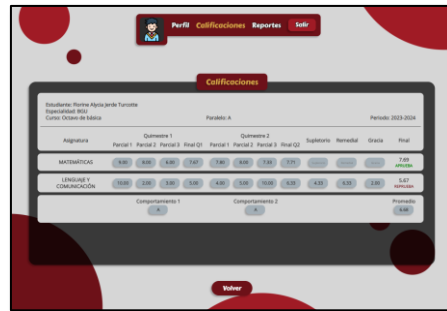 Perfil Calificaciones Reportes Salir
Calificaciones
Estudiante: Florine Alysia Jerde Turcotte
Especialidad: BGU
Curso: Octavo de básica Paralelo: A Periodo: 2023-2024
Asignatura Quimestre 1 Quimestre 2 Supletorio Remedial Gracia Final
Parcial 1 Parcial 2 Parcial 3 Final Q1 Parcial 1 Parcial 2 Parcial 3 Final Q2
MATEMÁTICAS 9.00 8.00 6.00 7.67 7.80 8.00 7.33 7.71 7.69
APRUEBA
LENGUAJE Y COMUNICACIÓN 10.00 2.00 3.00 5.00 4.00 5.00 10.00 6.33 4.33 6.33 2.00 5.67
REPRUEBA
Comportamiento 1 Comportamiento 2 Promedio
A A 6.68
Volver